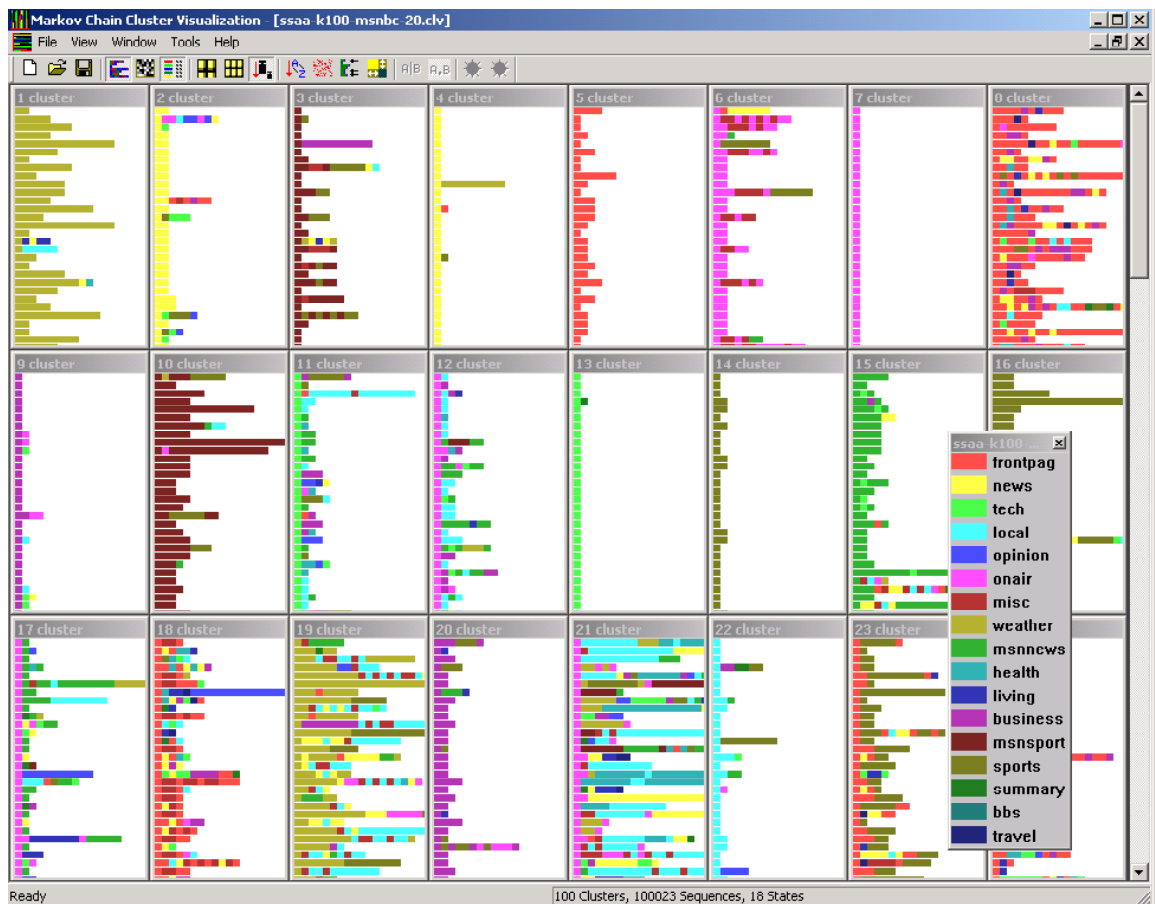 Markov Chain Cluster Visualization - [ssaa-k100-msnbc-20.clv]
File View Window Tools Help
A|B A,B
1 cluster 2 cluster 3 cluster 4 cluster 5 cluster 6 cluster 7 cluster 0 cluster
9 cluster 10 cluster 11 cluster 12 cluster 13 cluster 14 cluster 15 cluster 16 cluster
ssaa-k100-...
frontpag
news
tech
local
opinion
onair
misc
weather
msnnews
health
living
business
msnsport
sports
summary
bbs
travel
17 cluster 18 cluster 19 cluster 20 cluster 21 cluster 22 cluster 23 cluster
Ready
100 Clusters, 100023 Sequences, 18 States